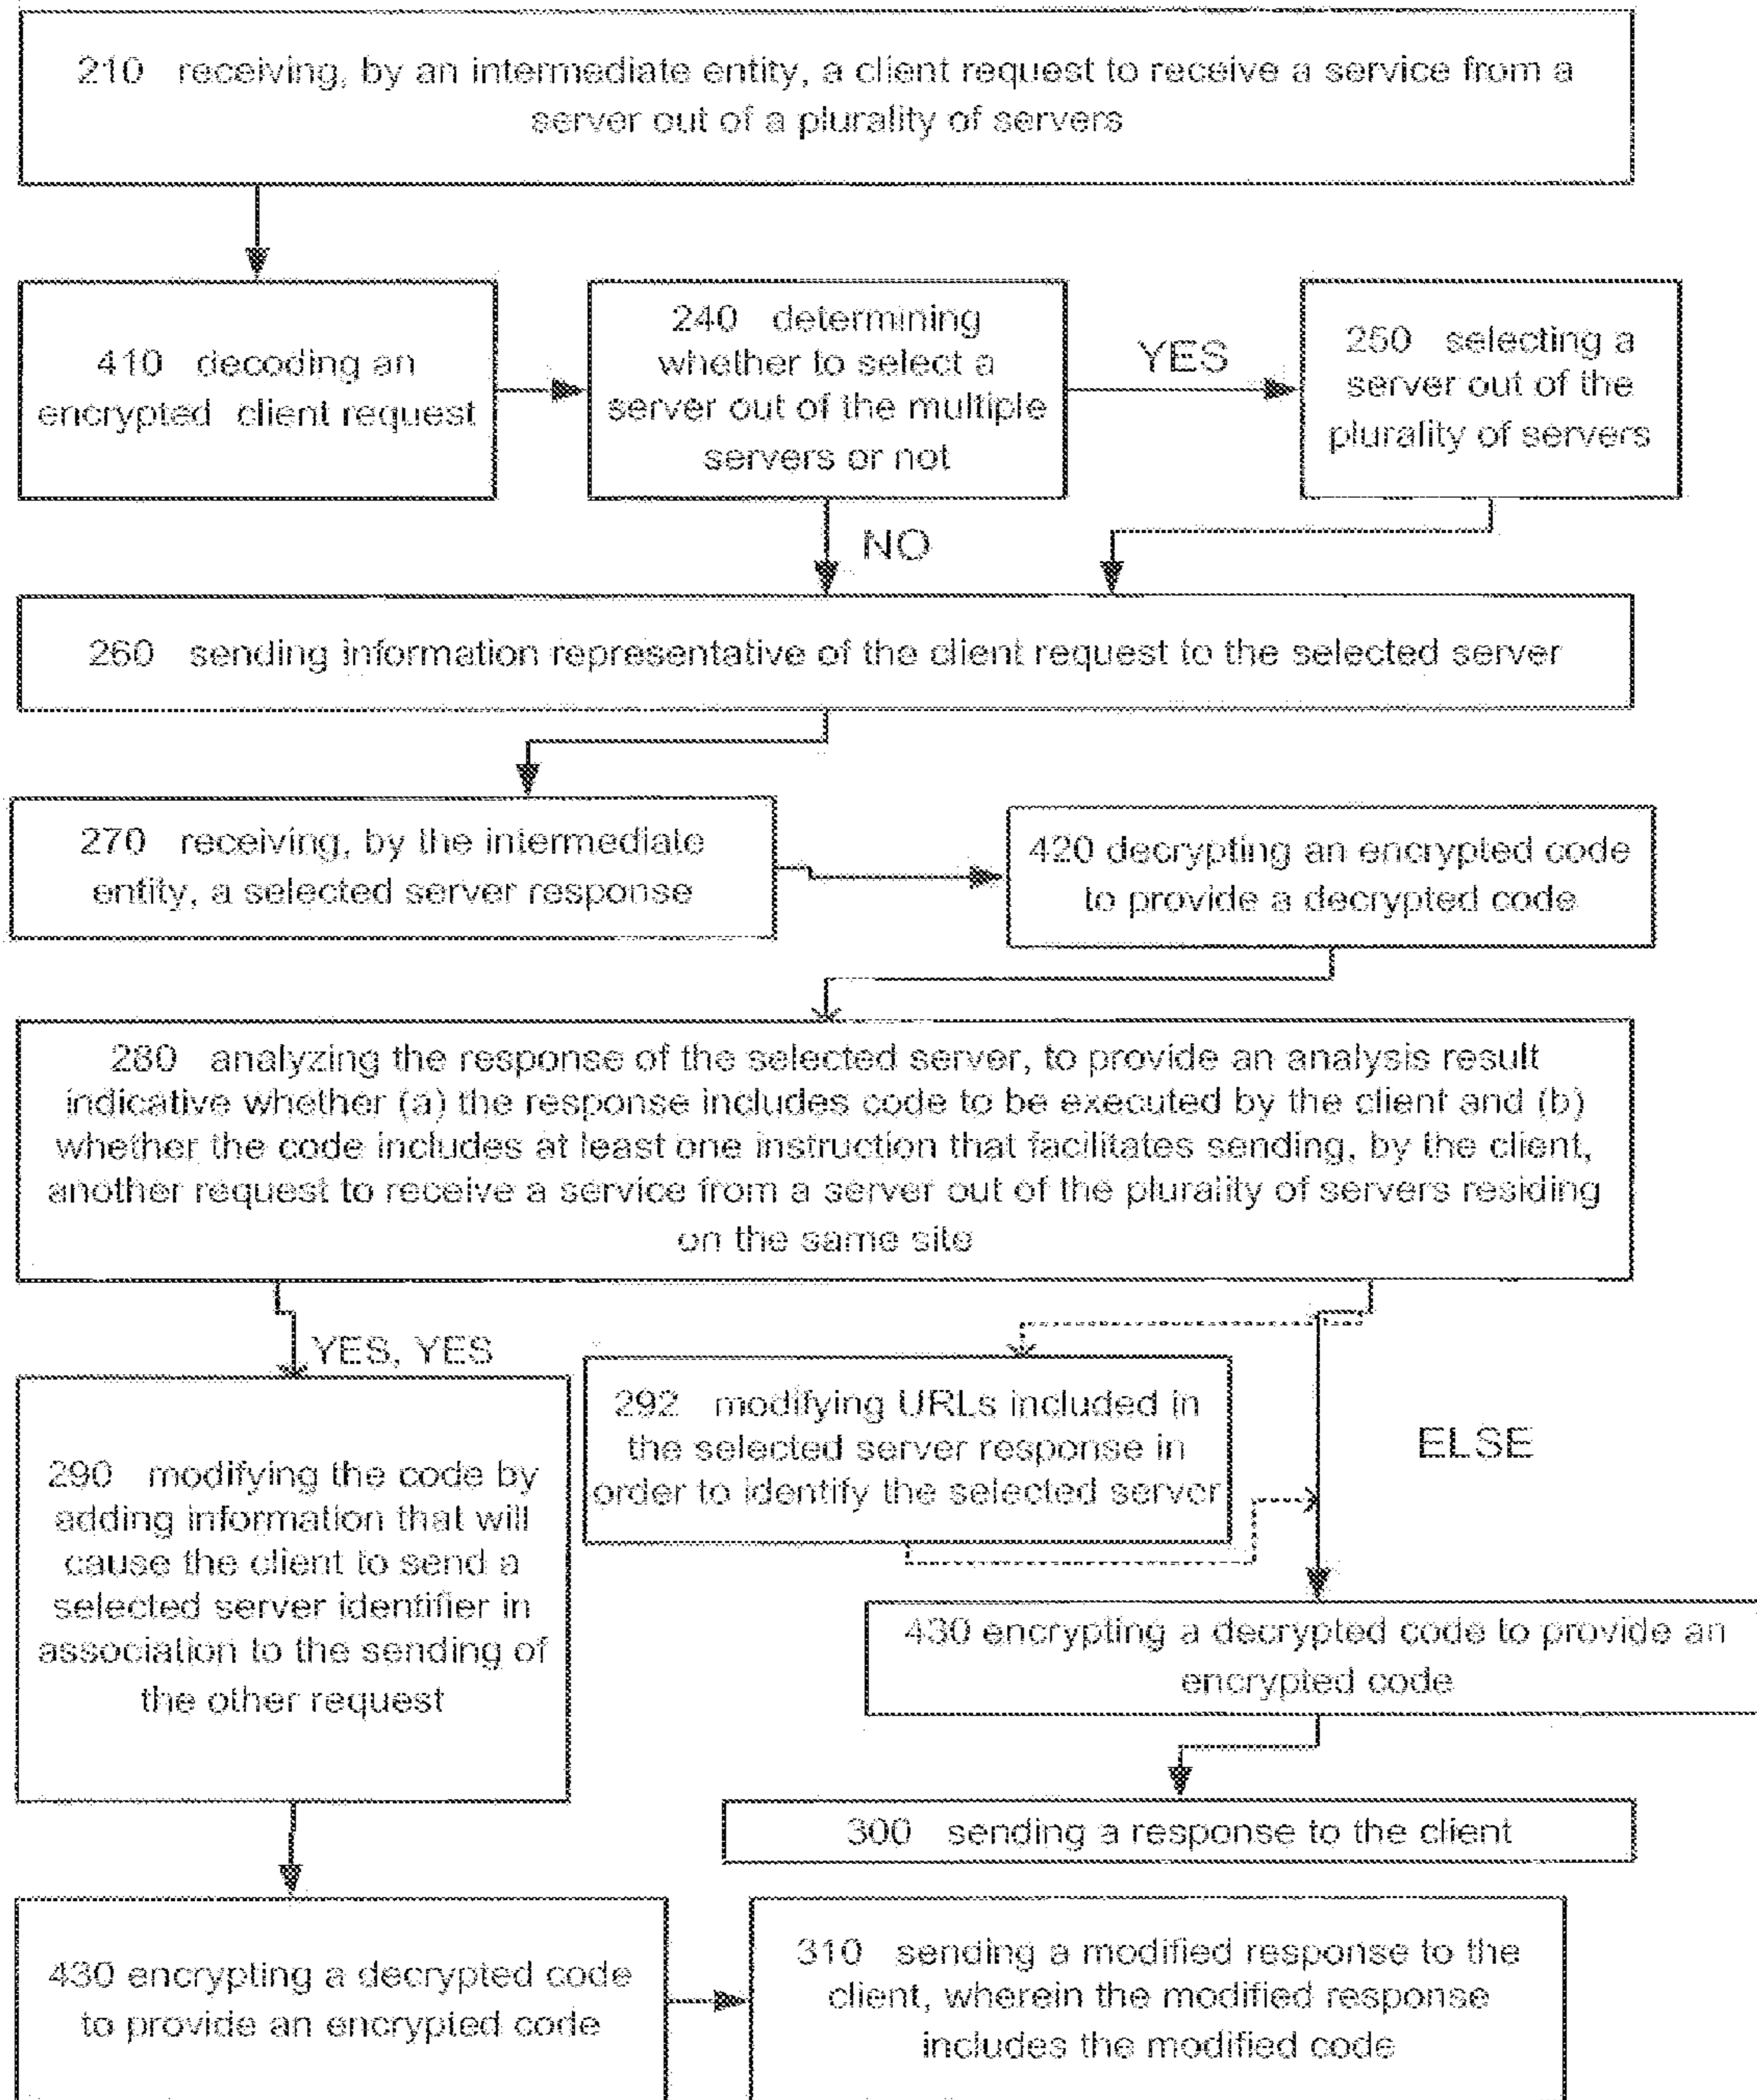 210 receiving, by an intermediate entity, a client request to receive a service from a
server out of a plurality of servers
410 decoding an
encrypted client request
240 determining
whether to select a
server out of the multiple
servers or not
YES
250 selecting a
server out of the
plurality of servers
NO
260 sending information representative of the client request to the selected server
270 receiving, by the intermediate
entity, a selected server response
420 decrypting an encrypted code
to provide a decrypted code
280 analyzing the response of the selected server, to provide an analysis result
indicative whether (a) the response includes code to be executed by the client and (b)
whether the code includes at least one instruction that facilitates sending, by the client,
another request to receive a service from a server out of the plurality of servers residing
on the same site
YES, YES
290 modifying the code by
adding information that will
cause the client to send a
selected server identifier in
association to the sending of
the other request
292 modifying URLs included in
the selected server response in
order to identify the selected server
ELSE
430 encrypting a decrypted code to provide an
encrypted code
300 sending a response to the client
430 encrypting a decrypted code
to provide an encrypted code
310 sending a modified response to the
client, wherein the modified response
includes the modified code